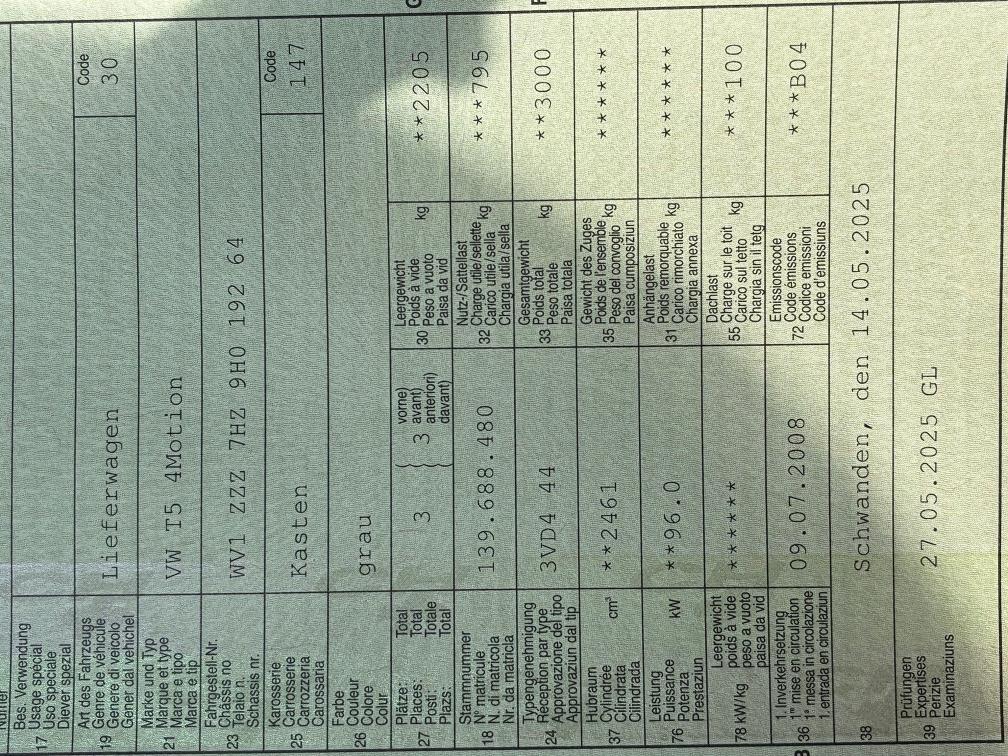 17 Bes. Verwendung
Usage spécial
Uso speciale
Diever spezial
19 Art des Fahrzeugs
Genre de véhicule
Genere di veicolo
Gener dal vehichel
Lieferwagen
Code
30
21 Marke und Typ
Marque et type
Marca e tipo
Marca e tip
VW T5 4Motion
23 Fahrgestell-Nr.
Châssis no
Telaio n.
Schassis nr.
WV1 ZZZ 7HZ 9H0 192 64
25 Karosserie
Carrosserie
Carrozzeria
Carossaria
Kasten
Code
147
26 Farbe
Couleur
Colore
Colur
grau
27 Plätze: Total
Places: Total
Posti: Totale
Plazs: Total
3 { 3 vorne)
avant)
anteriori)
davant)
30 Leergewicht
Poids à vide
Peso a vuoto
Paisa da vid
kg
**2205
18 Stammnummer
N° matricule
N. di matricola
Nr. da matricla
139.688.480
32 Nutz-/Sattellast
Charge utile/sellette
Carico utile/sella
Chargia utila/sella
kg
***795
24 Typengenehmigung
Réception par type
Approvazione del tipo
Approvaziun dal tip
3VD4 44
33 Gesamtgewicht
Poids total
Peso totale
Paisa totala
kg
**3000
37 Hubraum
Cylindrée
Cilindrata
Cilindrada
cm³
**2461
35 Gewicht des Zuges
Poids de l'ensemble
Peso del convoglio
Paisa cumposiziun
kg
******
76 Leistung
Puissance
Potenza
Prestaziun
kW
**96.0
31 Anhängelast
Poids remorquable
Carico rimorchiato
Chargia annexa
kg
******
78 kW/kg Leergewicht
poids à vide
peso a vuoto
paisa da vid
******
55 Dachlast
Charge sur le toit
Carico sul tetto
Chargia sin il tetg
kg
***100
B 36 1. Inverkehrsetzung
1re mise en circulation
1a messa in circolazione
1. entrada en circulaziun
09.07.2008
72 Emissionscode
Code émissions
Codice emissioni
Code d'emissiuns
***B04
38 Schwanden, den 14.05.2025
39 Prüfungen
Expertises
Perizie
Examinaziuns
27.05.2025 GL